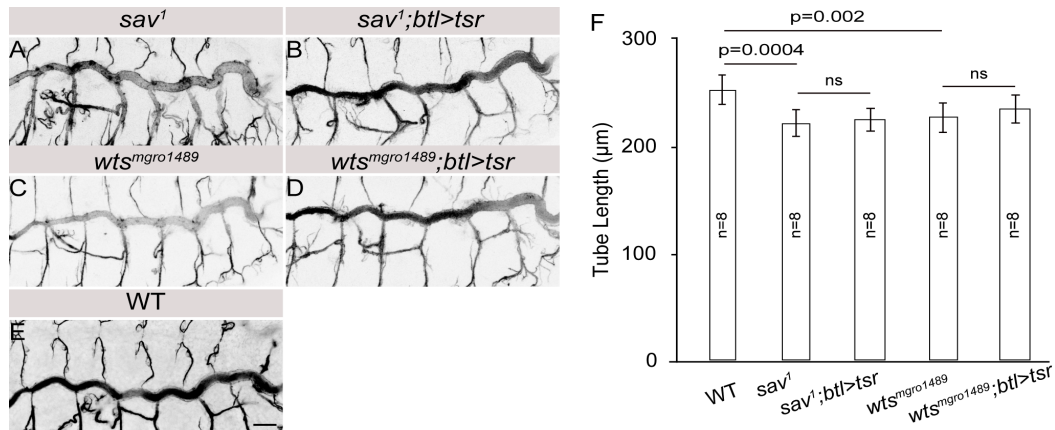 sav¹
sav¹;btl>tsr
A
B
wtsᵐᵍʳᵒ¹⁴⁸⁹
wtsᵐᵍʳᵒ¹⁴⁸⁹;btl>tsr
C
D
WT
E
F
p=0.002
p=0.0004
ns
ns
Tube Length (µm)
300
200
100
0
n=8
n=8
n=8
n=8
n=8
WT
sav¹
sav¹;btl>tsr
wtsᵐᵍʳᵒ¹⁴⁸⁹
wtsᵐᵍʳᵒ¹⁴⁸⁹;btl>tsr